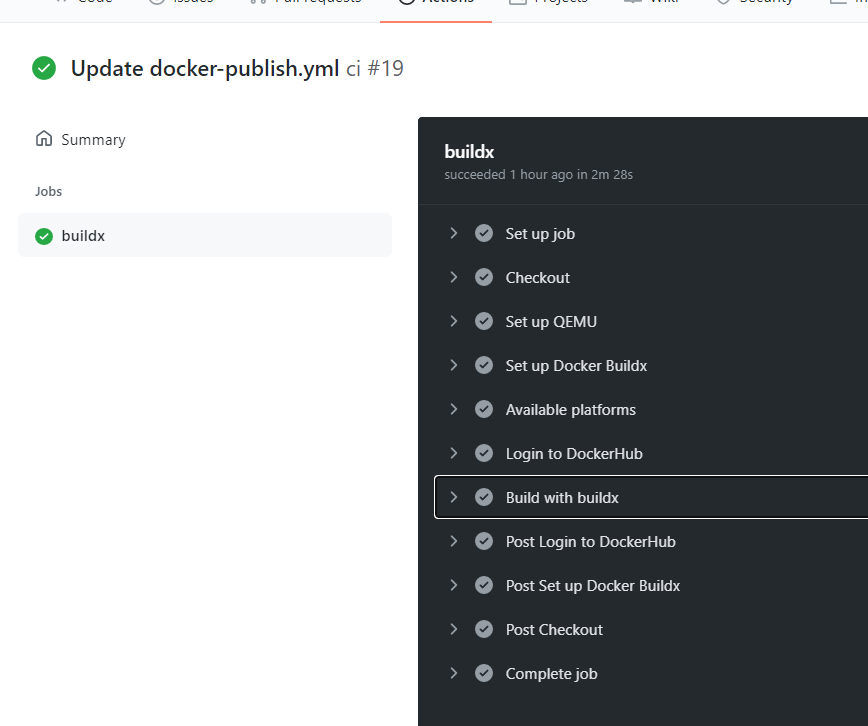 Code Issues Pull requests Actions Projects Wiki Security
Update docker-publish.yml ci #19
Summary
Jobs
buildx
buildx
succeeded 1 hour ago in 2m 28s
Set up job
Checkout
Set up QEMU
Set up Docker Buildx
Available platforms
Login to DockerHub
Build with buildx
Post Login to DockerHub
Post Set up Docker Buildx
Post Checkout
Complete job